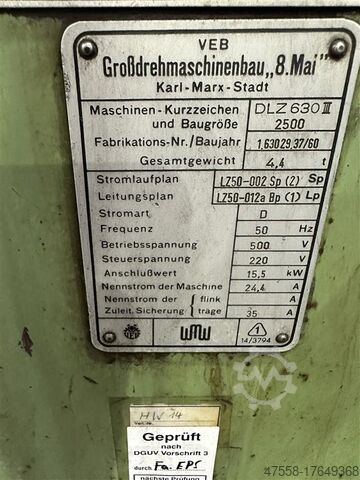 VEB
Großdrehmaschinenbau „8. Mai"
Karl-Marx-Stadt
Maschinen-Kurzzeichen DLZ 630 III
und Baugröße 2500
Fabrikations-Nr./Baujahr 1.63029,37/60
Gesamtgewicht 4,4 t
Stromlaufplan LZ50-002 Sp (2) Sp
Leitungsplan LZ50-012a Bp (1) Lp
Stromart D
Frequenz 50 Hz
Betriebsspannung 500 V
Steuerspannung 220 V
Anschlußwert 15,5 kW
Nennstrom der Maschine 24,4 A
Nennstrom der flink A
Zuleit. Sicherung träge 35 A
VEM WMW 1
14/3794
HW 14
Geprüft
nach
DGUV Vorschrift 3
durch Fa. EPS
nächste Prüfung
47558-17649368